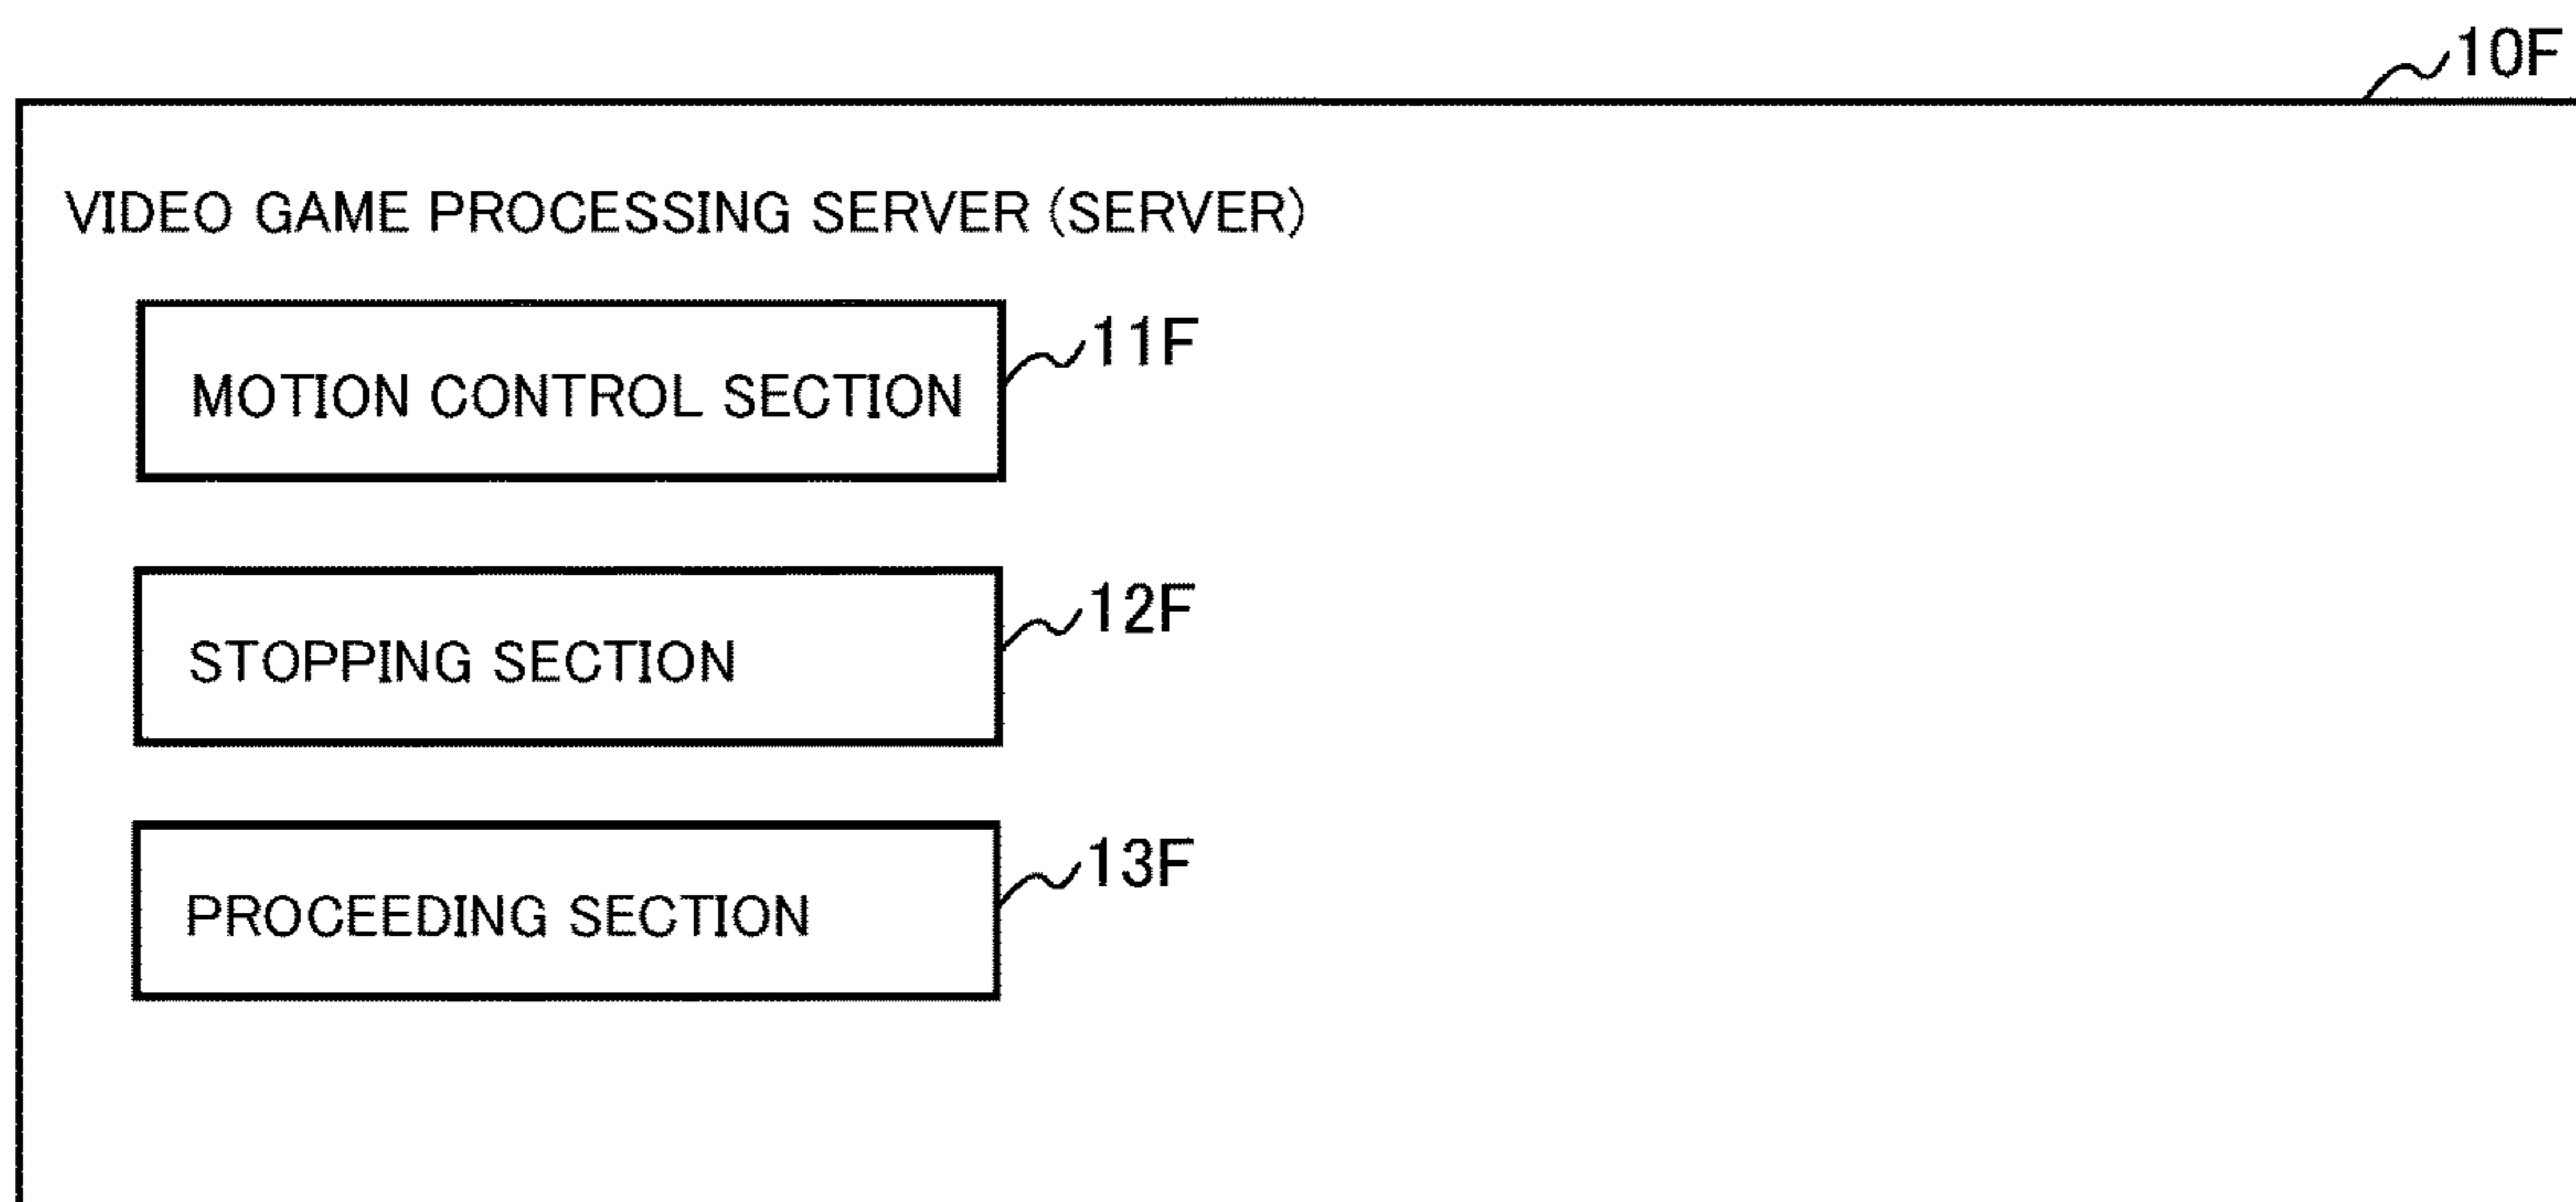 10F
VIDEO GAME PROCESSING SERVER (SERVER)
11F
MOTION CONTROL SECTION
12F
STOPPING SECTION
13F
PROCEEDING SECTION